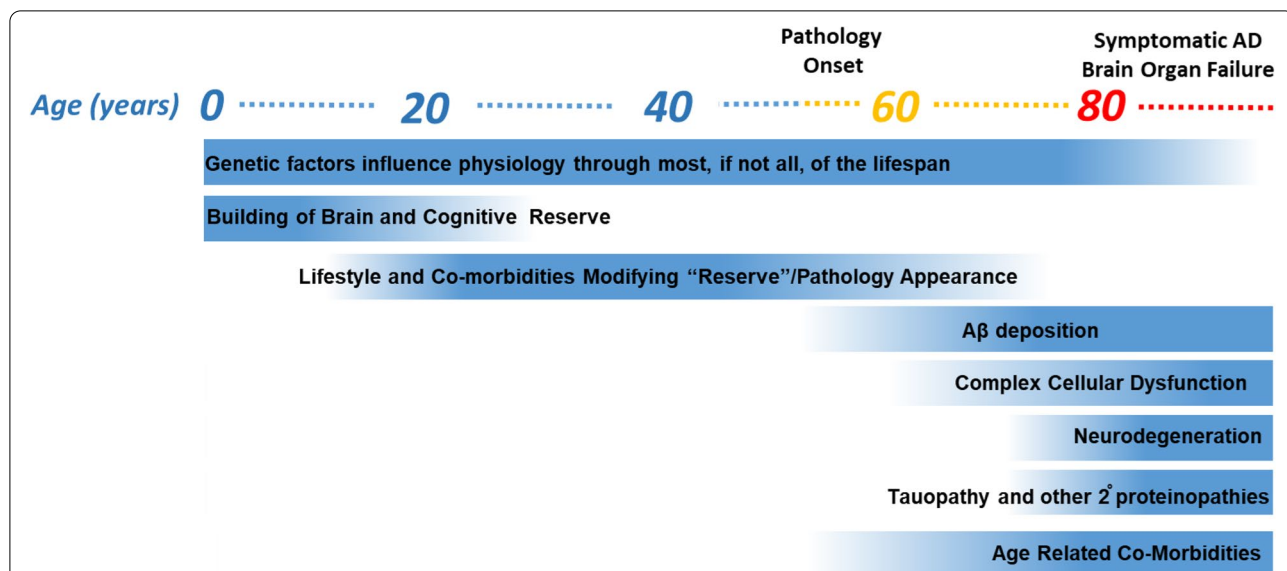 Pathology
Onset
Symptomatic AD
Brain Organ Failure
Age (years) 0 20 40 60 80
Genetic factors influence physiology through most, if not all, of the lifespan
Building of Brain and Cognitive Reserve
Lifestyle and Co-morbidities Modifying “Reserve”/Pathology Appearance
Aβ deposition
Complex Cellular Dysfunction
Neurodegeneration
Tauopathy and other 2° proteinopathies
Age Related Co-Morbidities